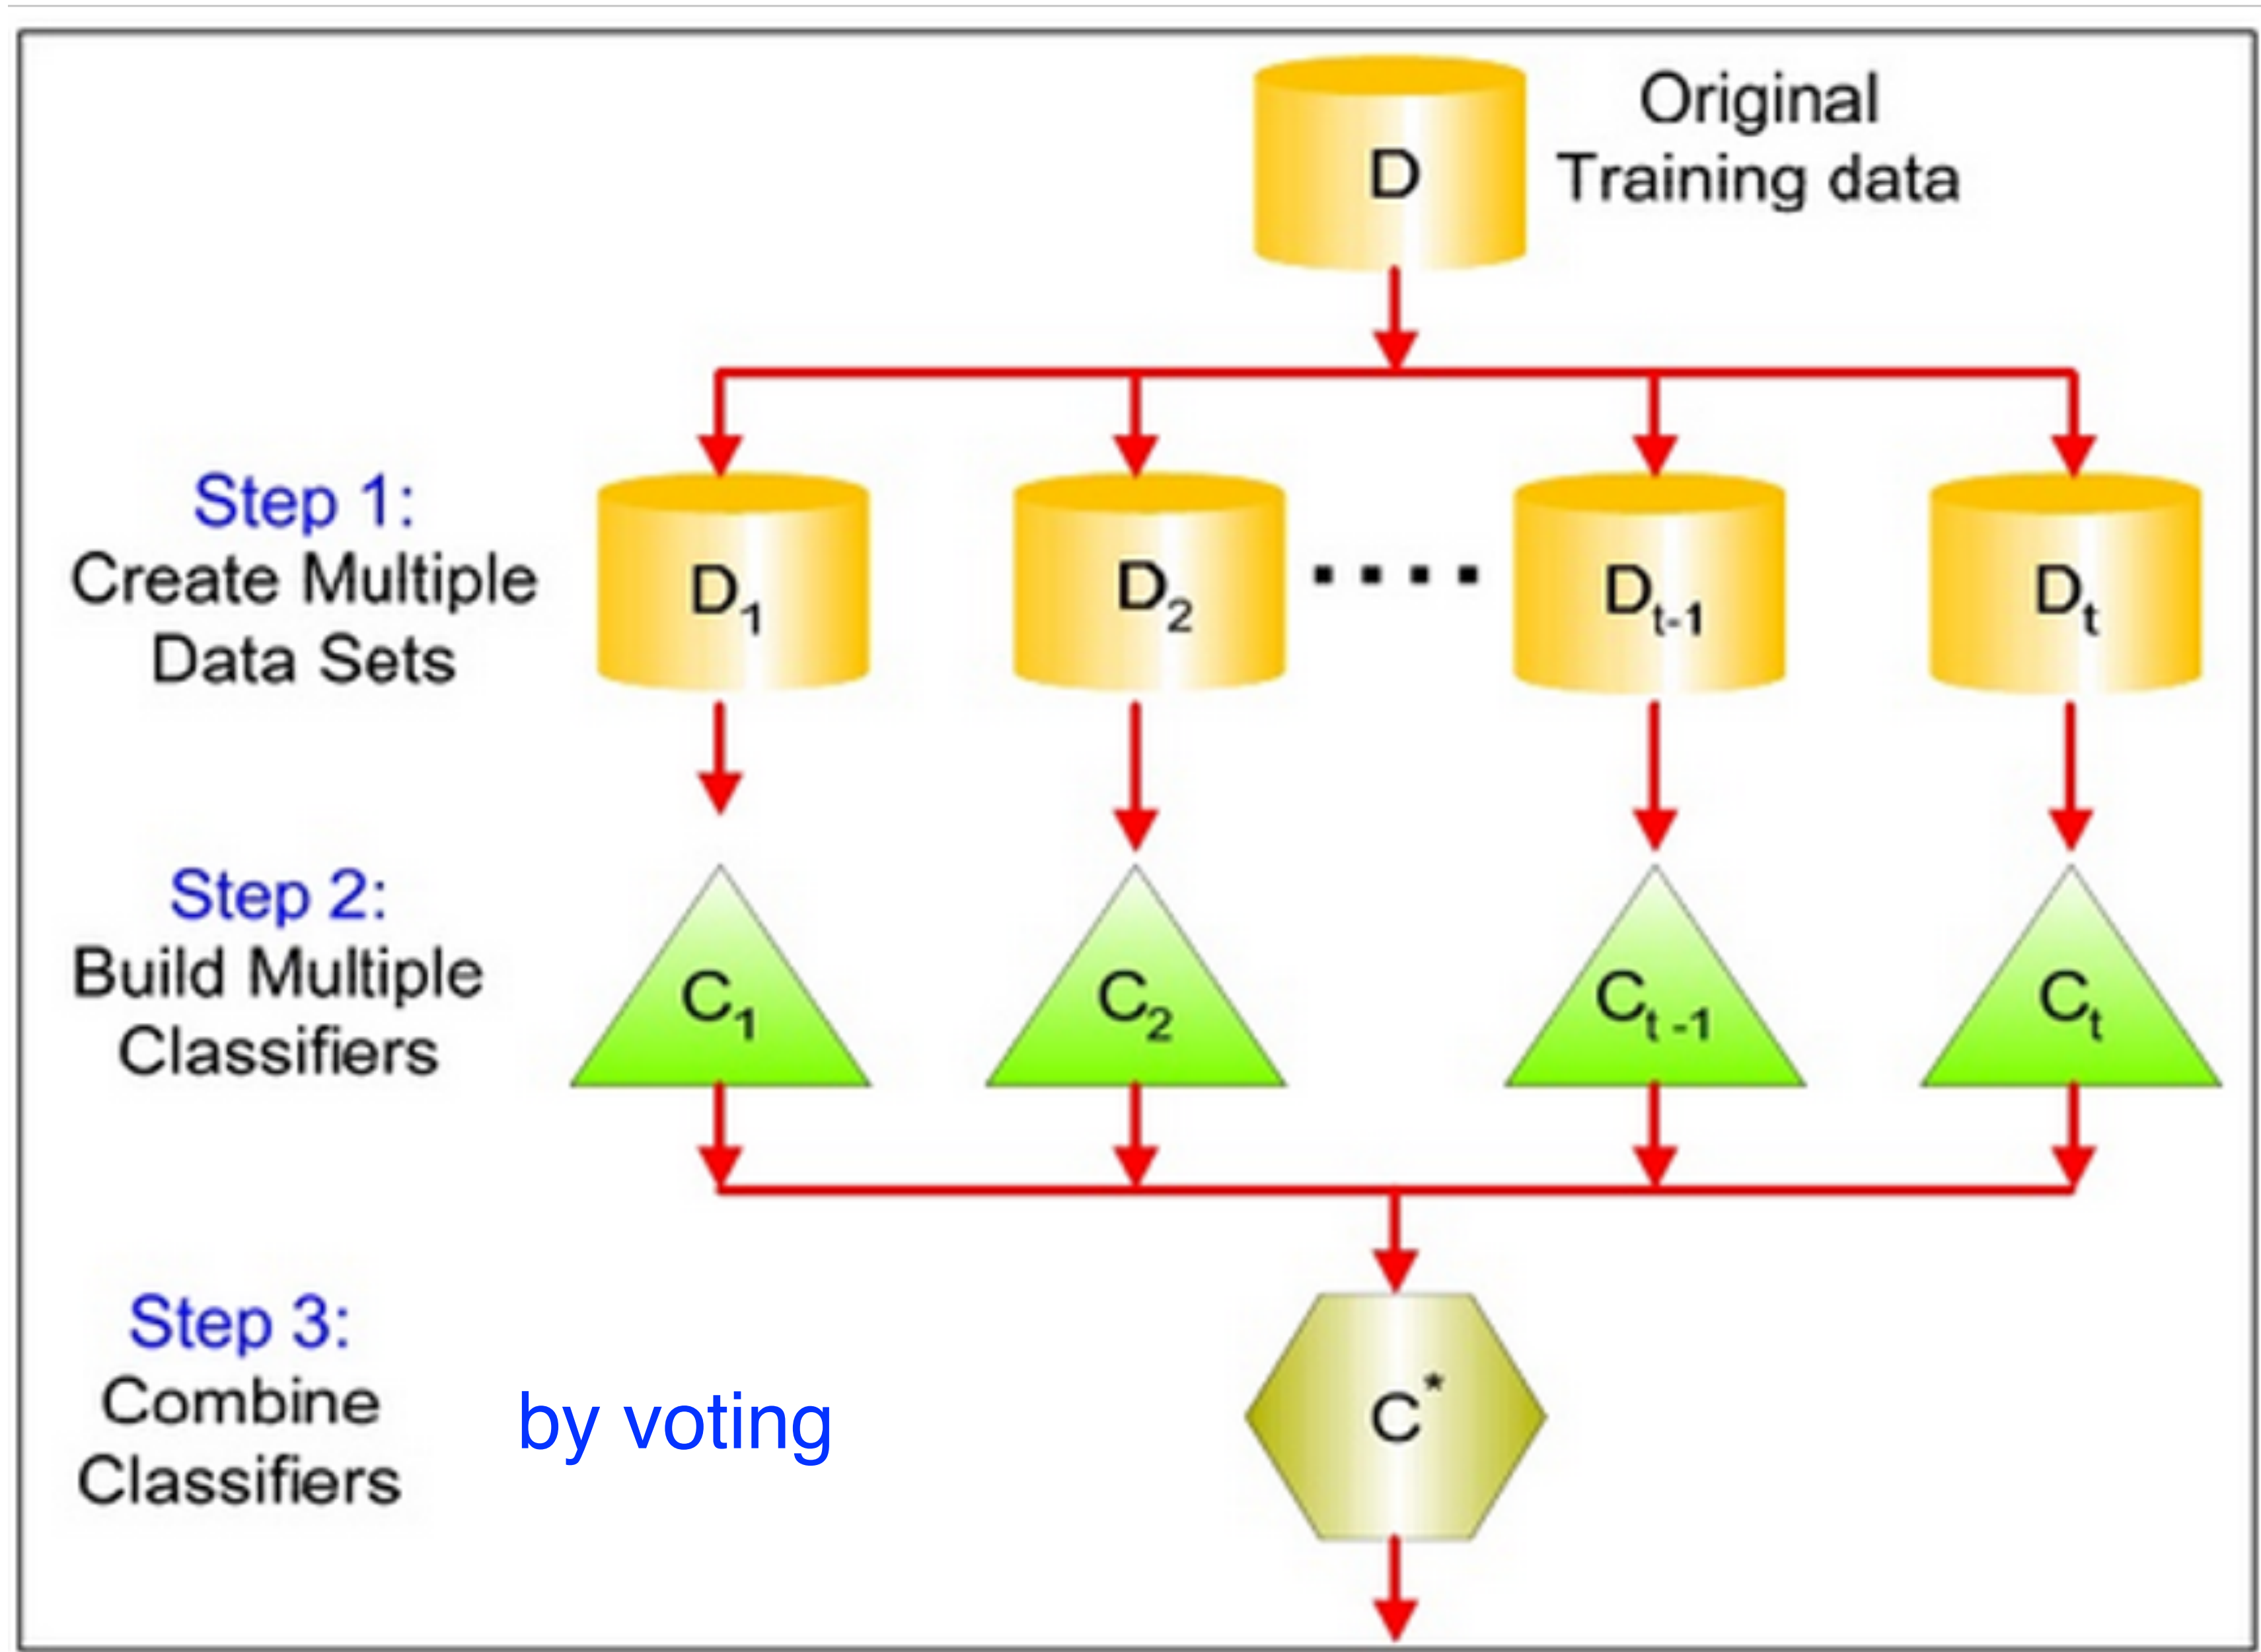 D
Original
Training data
Step 1:
Create Multiple
Data Sets
D1
D2
Dt-1
Dt
Step 2:
Build Multiple
Classifiers
C1
C2
Ct -1
Ct
Step 3:
Combine
Classifiers
by voting
C*